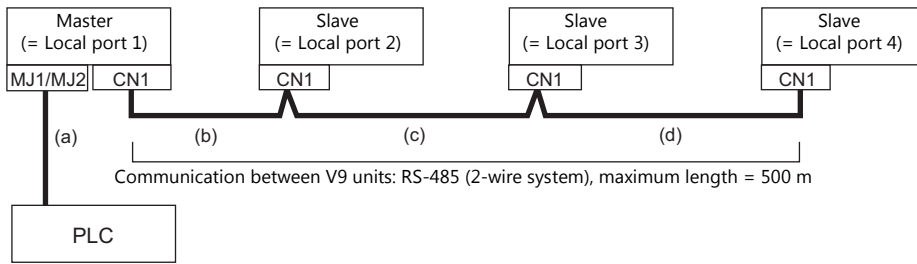 Master
(= Local port 1)
Slave
(= Local port 2)
Slave
(= Local port 3)
Slave
(= Local port 4)
MJ1/MJ2
CN1
CN1
CN1
CN1
(a)
(b)
(c)
(d)
Communication between V9 units: RS-485 (2-wire system), maximum length = 500 m
PLC